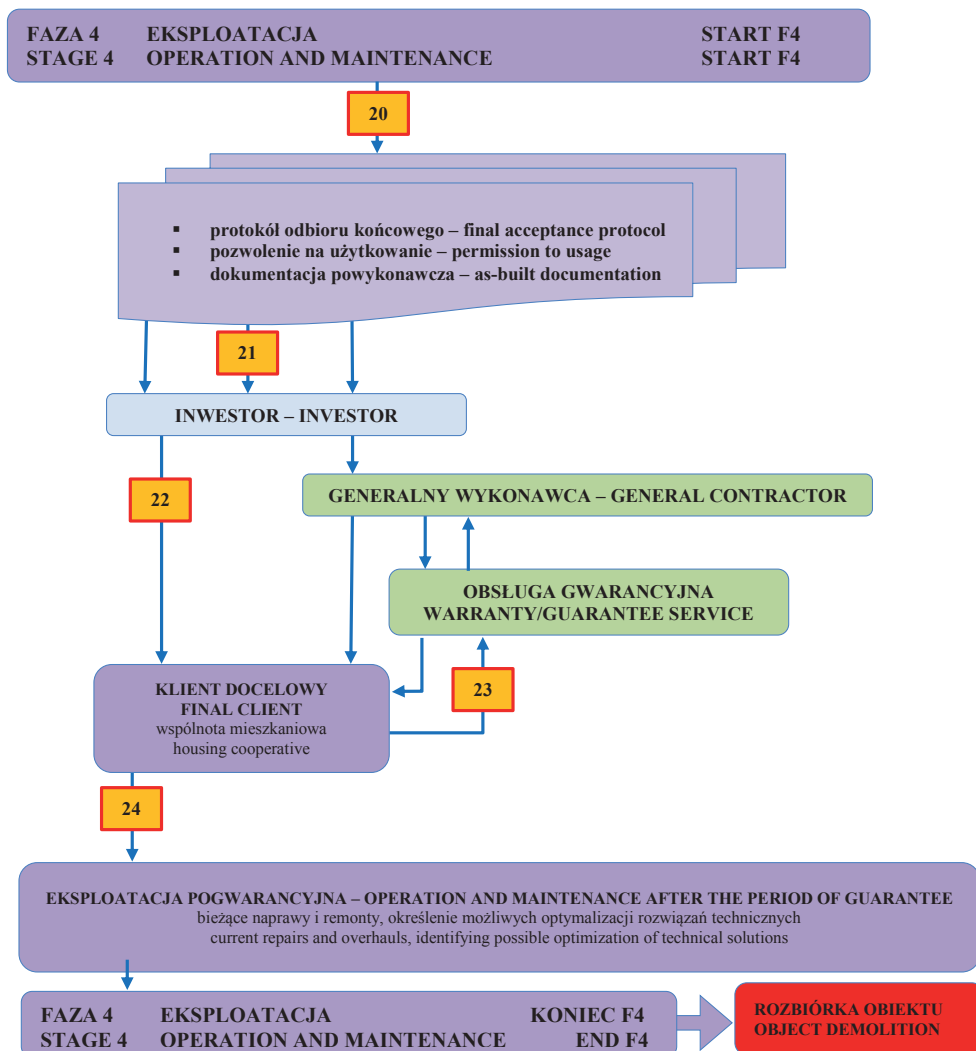 FAZA 4 EKSPLOATACJA START F4
STAGE 4 OPERATION AND MAINTENANCE START F4
20
▪ protokół odbioru końcowego – final acceptance protocol
▪ pozwolenie na użytkowanie – permission to usage
▪ dokumentacja powykonawcza – as-built documentation
21
INWESTOR – INVESTOR
22
GENERALNY WYKONAWCA – GENERAL CONTRACTOR
OBSŁUGA GWARANCYJNA
WARRANTY/GUARANTEE SERVICE
KLIENT DOCELOWY
FINAL CLIENT
wspólnota mieszkaniowa
housing cooperative
23
24
EKSPLOATACJA POGWARANCYJNA – OPERATION AND MAINTENANCE AFTER THE PERIOD OF GUARANTEE
bieżące naprawy i remonty, określenie możliwych optymalizacji rozwiązań technicznych
current repairs and overhauls, identifying possible optimization of technical solutions
FAZA 4 EKSPLOATACJA KONIEC F4
STAGE 4 OPERATION AND MAINTENANCE END F4
ROZBIÓRKA OBIEKTU
OBJECT DEMOLITION